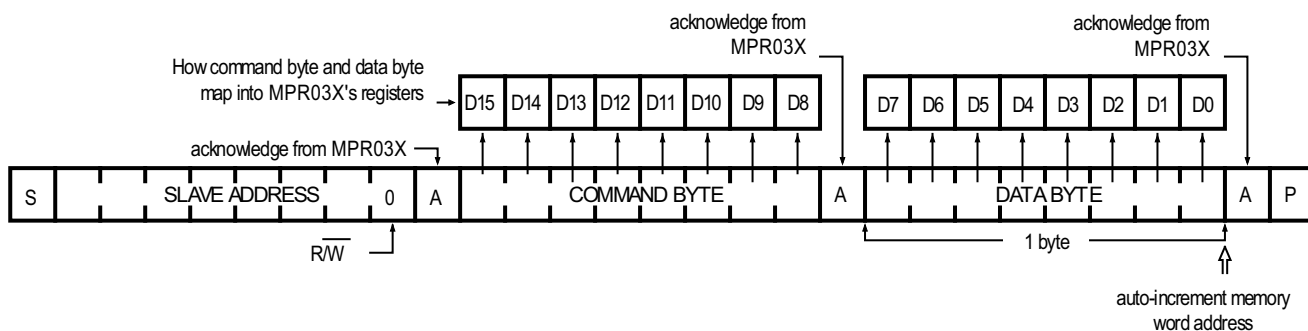 acknowledge from
MPR03X
acknowledge from
MPR03X
How command byte and data byte
map into MPR03X's registers
D15 D14 D13 D12 D11 D10 D9 D8
D7 D6 D5 D4 D3 D2 D1 D0
acknowledge from MPR03X
S SLAVE ADDRESS 0 A COMMAND BYTE A DATA BYTE A P
R/W̅
1 byte
auto-increment memory
word address